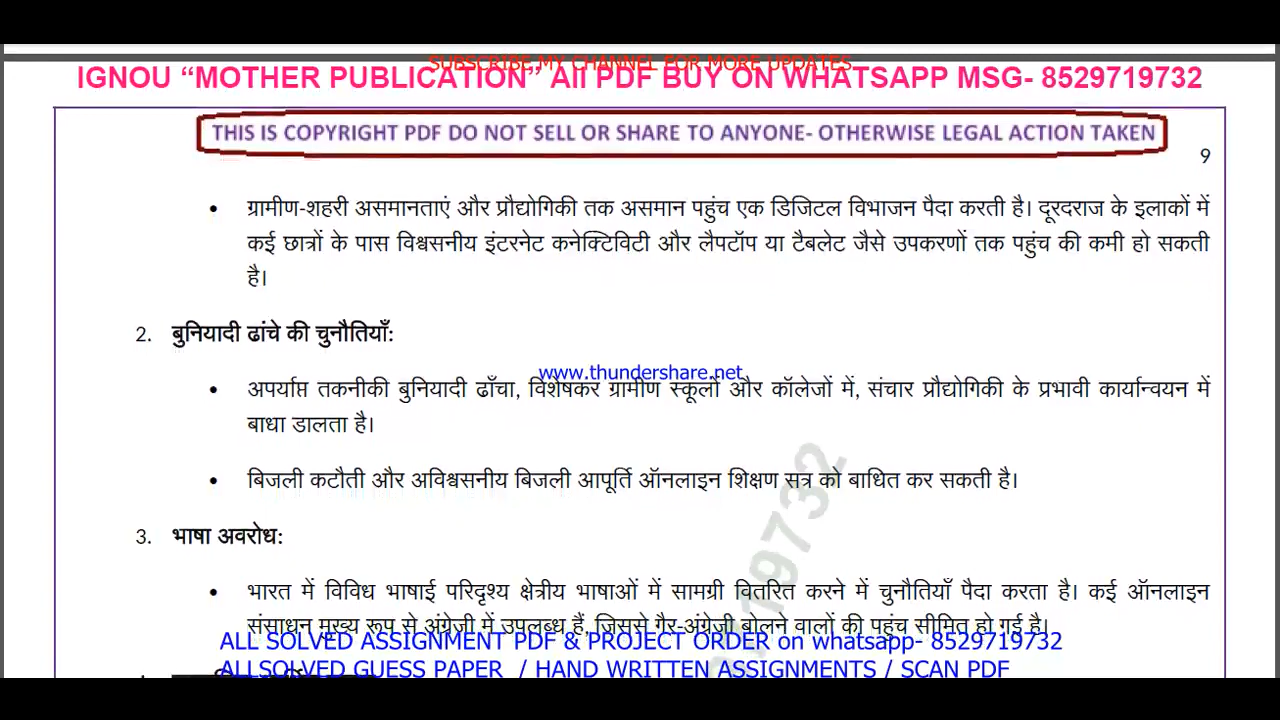 SUBSCRIBE MY CHANNEL FOR MORE UPDATES
IGNOU “MOTHER PUBLICATION” All PDF BUY ON WHATSAPP MSG- 8529719732
THIS IS COPYRIGHT PDF DO NOT SELL OR SHARE TO ANYONE- OTHERWISE LEGAL ACTION TAKEN
9
• ग्रामीण-शहरी असमानताएं और प्रौद्योगिकी तक असमान पहुंच एक डिजिटल विभाजन पैदा करती है। दूरदराज के इलाकों में
कई छात्रों के पास विश्वसनीय इंटरनेट कनेक्टिविटी और लैपटॉप या टैबलेट जैसे उपकरणों तक पहुंच की कमी हो सकती
है।
2. बुनियादी ढांचे की चुनौतियाँ:
www.thundershare.net
• अपर्याप्त तकनीकी बुनियादी ढाँचा, विशेषकर ग्रामीण स्कूलों और कॉलेजों में, संचार प्रौद्योगिकी के प्रभावी कार्यान्वयन में
बाधा डालता है।
• बिजली कटौती और अविश्वसनीय बिजली आपूर्ति ऑनलाइन शिक्षण सत्र को बाधित कर सकती है।
3. भाषा अवरोध:
• भारत में विविध भाषाई परिदृश्य क्षेत्रीय भाषाओं में सामग्री वितरित करने में चुनौतियाँ पैदा करता है। कई ऑनलाइन
संसाधन मुख्य रूप से अंग्रेजी में उपलब्ध हैं, जिससे गैर-अंग्रेजी बोलने वालों की पहुंच सीमित हो गई है।
ALL SOLVED ASSIGNMENT PDF & PROJECT ORDER on whatsapp- 8529719732
ALLSOLVED GUESS PAPER / HAND WRITTEN ASSIGNMENTS / SCAN PDF